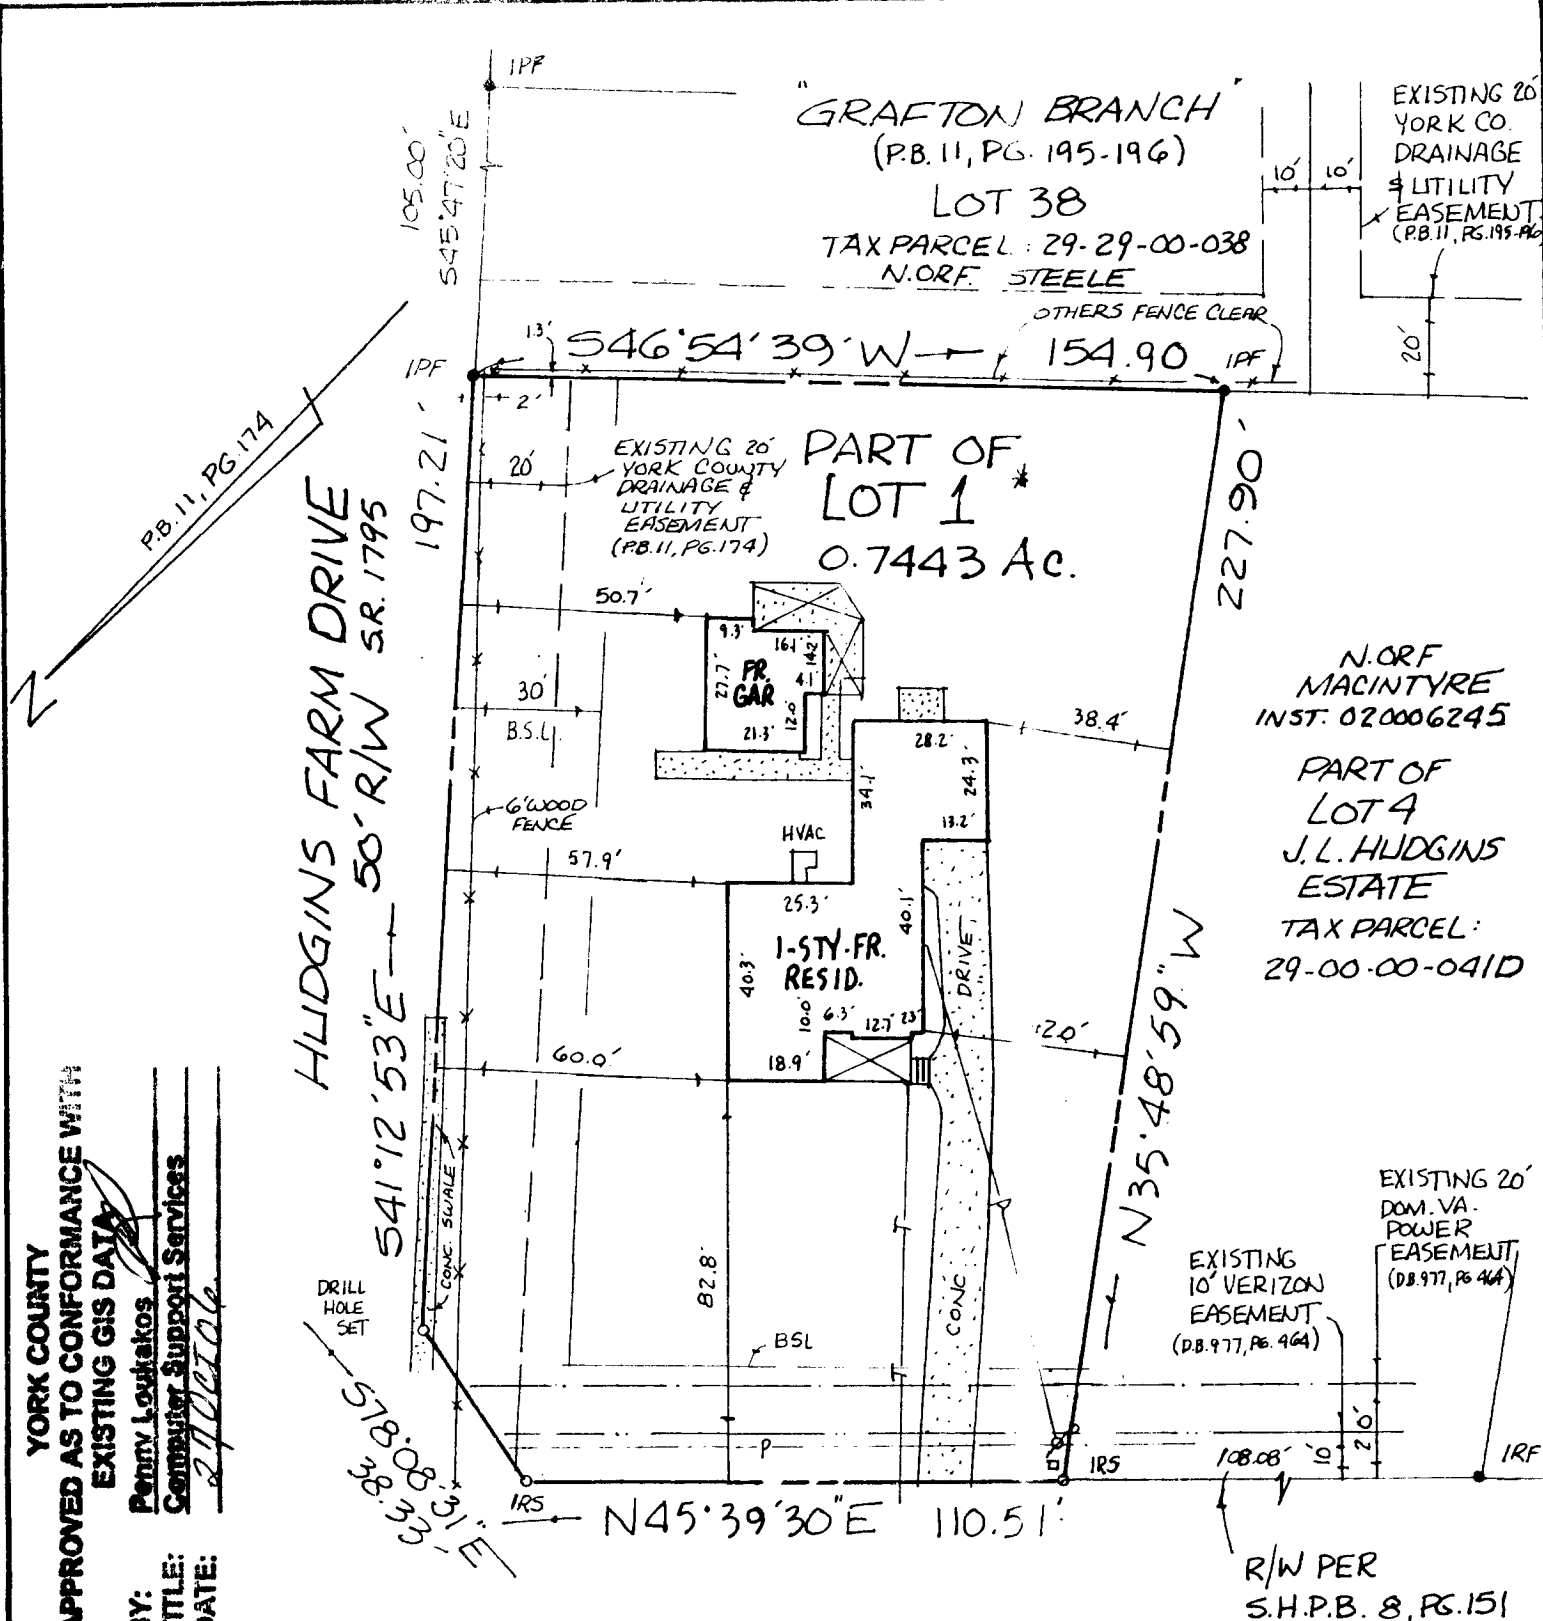 IPF
"GRAFTON BRANCH"
(P.B. 11, PG. 195-196)
LOT 38
TAX PARCEL: 29-29-00-038
N.ORF. STEELE
EXISTING 20'
YORK CO.
DRAINAGE
& UTILITY
EASEMENT
(P.B. 11, PG. 195-196
10' 10'
20'
105.00'
S45°47'20"E
OTHERS FENCE CLEAR
1.3'
S46°54'39"W 154.90
IPF
IPF
2'
P.B. 11, PG. 174
N
197.21'
20'
EXISTING 20'
YORK COUNTY
DRAINAGE &
UTILITY
EASEMENT
(P.B. 11, PG. 174)
PART OF
LOT 1 *
0.7443 AC.
227.90'
HUDGINS FARM DRIVE
50' R/W S.R. 1795
S41°12'53"E
50.7'
9.3'
16.1'
14.2'
27.7'
FR.
GAR
4.1'
12.0'
21.3'
30'
B.S.L.
6' WOOD
FENCE
28.2'
38.4'
34.1'
24.3'
13.2'
HVAC
57.9'
25.3'
40.1'
1-STY-FR.
RESID.
40.3'
10.0'
6.3'
12.7'
18.9'
DRIVE
60.0'
N.ORF
MACINTYRE
INST. 020006245
PART OF
LOT 4
J.L. HUDGINS
ESTATE
TAX PARCEL:
29-00-00-041D
N35°48'59"W
CONC. SWALE
DRILL
HOLE
SET
82.8'
BSL
CONC
T
T
P
EXISTING
10' VERIZON
EASEMENT
(D.B. 977, PG. 464)
EXISTING 20'
DOM. VA.
POWER
EASEMENT
(D.B. 977, PG 464)
S78°08'31"E
38.33'
IRS
N45°39'30"E 110.51'
IRS
108.08'
10'
20'
IRF
R/W PER
S.H.P.B. 8, PG. 151
YORK COUNTY
APPROVED AS TO CONFORMANCE WITH
EXISTING GIS DATA
BY: Penny Loukakos
TITLE: Computer Support Services
DATE: 27OCT06